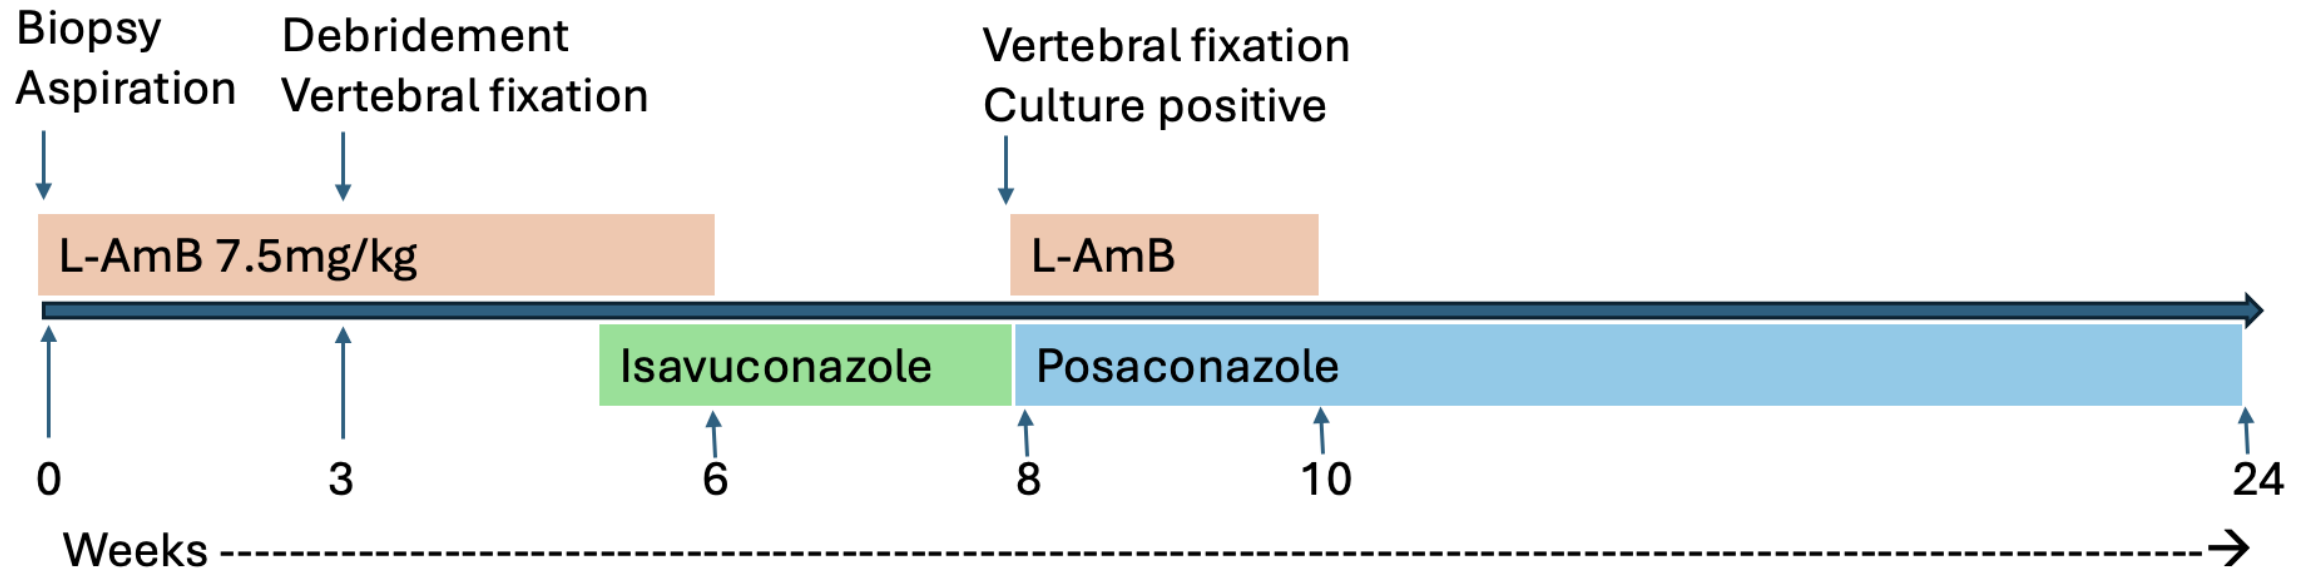 Biopsy
Aspiration
Debridement
Vertebral fixation
Vertebral fixation
Culture positive
L-AmB 7.5mg/kg
L-AmB
Isavuconazole
Posaconazole
0 3 6 8 10 24
Weeks